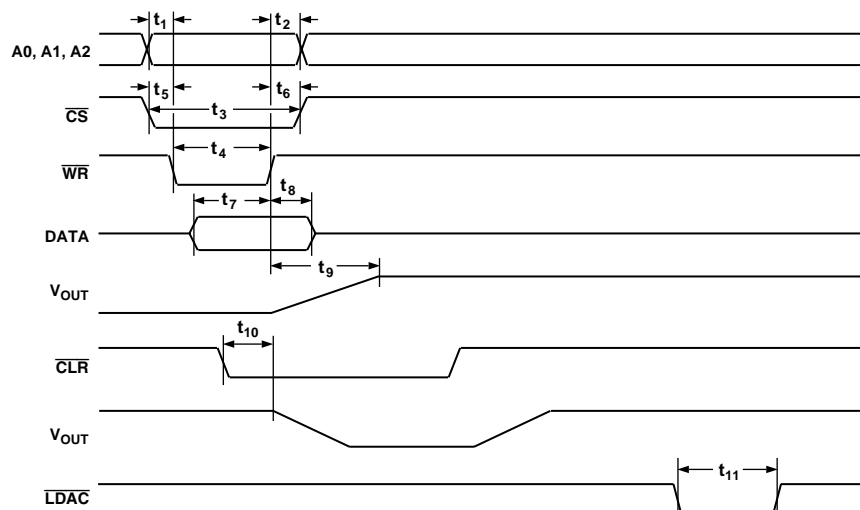 t1 t2
A0, A1, A2
t5 t6
t3
CS
t4
WR
t7 t8
DATA
t9
VOUT
t10
CLR
VOUT
t11
LDAC